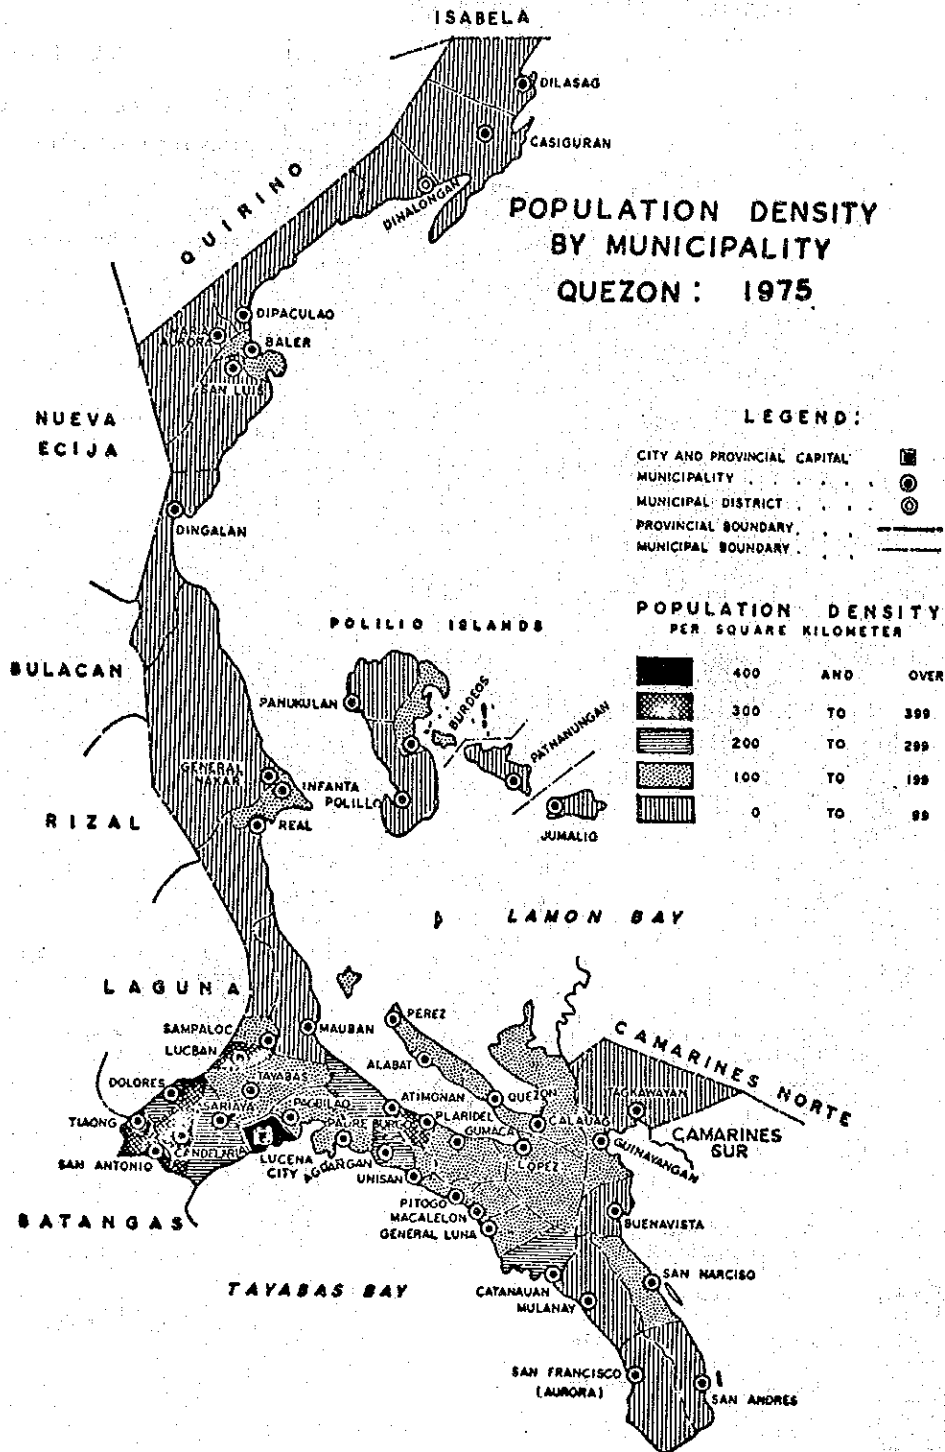 ISABELA
DILASAG
CASIGURAN
QUIRINO
DINALONGAN
POPULATION DENSITY
BY MUNICIPALITY
QUEZON: 1975
DIPACULAO
MARIA
AURORA
BALER
SAN LUIS
NUEVA
ECIJA
LEGEND:
CITY AND PROVINCIAL CAPITAL
MUNICIPALITY . . . . .
MUNICIPAL DISTRICT . . . .
PROVINCIAL BOUNDARY. . .
MUNICIPAL BOUNDARY . . .
DINGALAN
POPULATION DENSITY
PER SQUARE KILOMETER
400 AND OVER
300 TO 399
200 TO 299
100 TO 199
0 TO 99
POLILIO ISLANDS
BULACAN
PANUKULAN
BURDEOS
PATNANUNGAN
GENERAL
NAKAR
INFANTA
POLILLO
RIZAL
REAL
JUMALIG
LAMON BAY
LAGUNA
SAMPALOC
MAUBAN
PEREZ
LUCBAN
ALABAT
CAMARINES NORTE
DOLORES
TAYABAS
ATIMONAN
QUEZON
TAGKAWAYAN
TIAONG
SARIAYA
PAGBILAO
PLARIDEL
CALAUAG
PADRE BURGOS
GUMACA
CAMARINES
SUR
CANDELARIA
LUCENA
CITY
LOPEZ
GUINAYANGAN
SAN ANTONIO
AGDANGAN
UNISAN
PITOGO
MACALELON
BUENAVISTA
BATANGAS
GENERAL LUNA
TAYABAS BAY
CATANAUAN
SAN NARCISO
MULANAY
SAN FRANCISCO
(AURORA)
SAN ANDRES